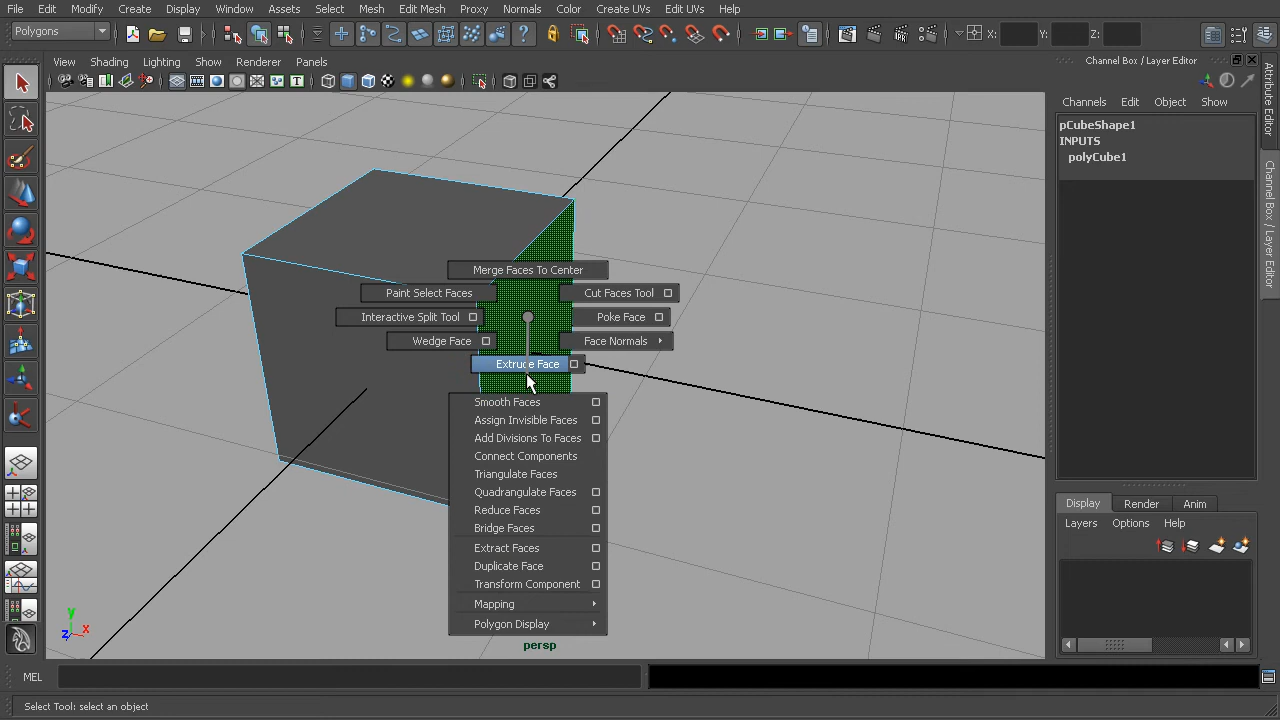 File Edit Modify Create Display Window Assets Select Mesh Edit Mesh Proxy Normals Color Create UVs Edit UVs Help
Polygons X: Y: Z:
View Shading Lighting Show Renderer Panels
Channel Box / Layer Editor
Channels Edit Object Show
pCubeShape1
INPUTS
polyCube1
Attribute Editor
Channel Box / Layer Editor
Merge Faces To Center
Paint Select Faces Cut Faces Tool
Interactive Split Tool Poke Face
Wedge Face Face Normals
Extrude Face
Smooth Faces
Assign Invisible Faces
Add Divisions To Faces
Connect Components
Triangulate Faces
Quadrangulate Faces
Reduce Faces
Bridge Faces
Extract Faces
Duplicate Face
Transform Component
Mapping
Polygon Display
Display Render Anim
Layers Options Help
y
z x
persp
MEL
Select Tool: select an object